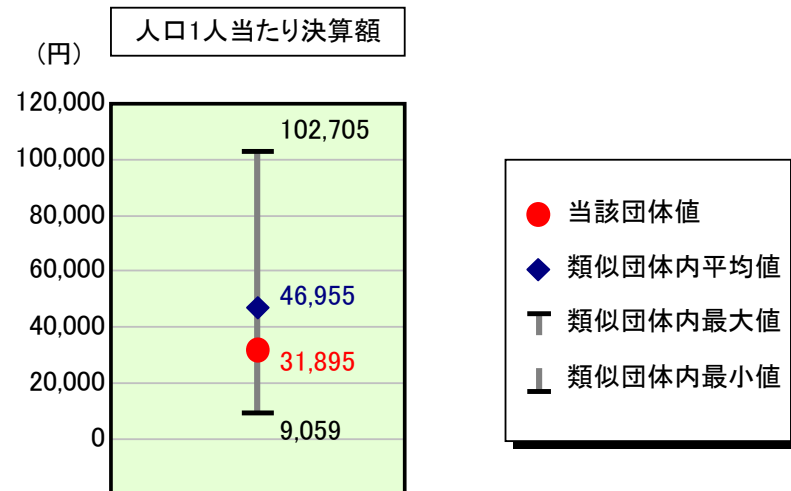 人口1人当たり決算額
（円）
120,000
100,000
80,000
60,000
40,000
20,000
0
102,705
46,955
31,895
9,059
当該団体値
類似団体内平均値
類似団体内最大値
類似団体内最小値